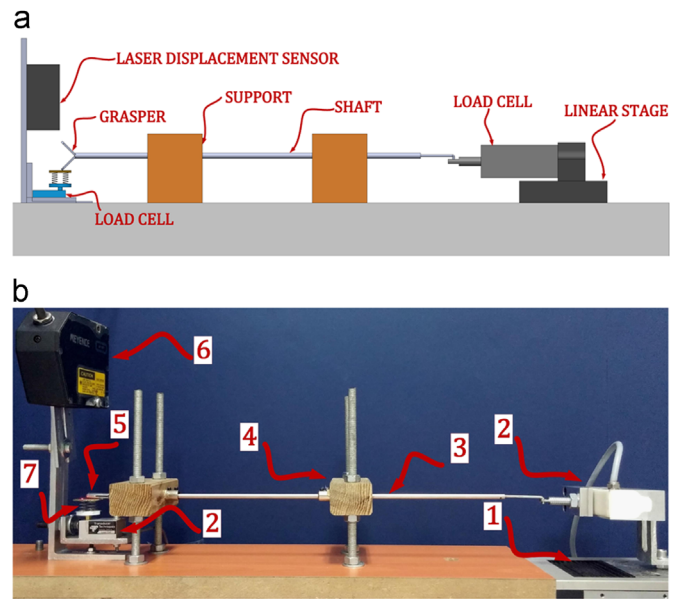 a
LASER DISPLACEMENT SENSOR
GRASPER
SUPPORT
SHAFT
LOAD CELL
LINEAR STAGE
LOAD CELL
b
KEYENCE
6
CAUTION
5
4
3
2
7
2
1